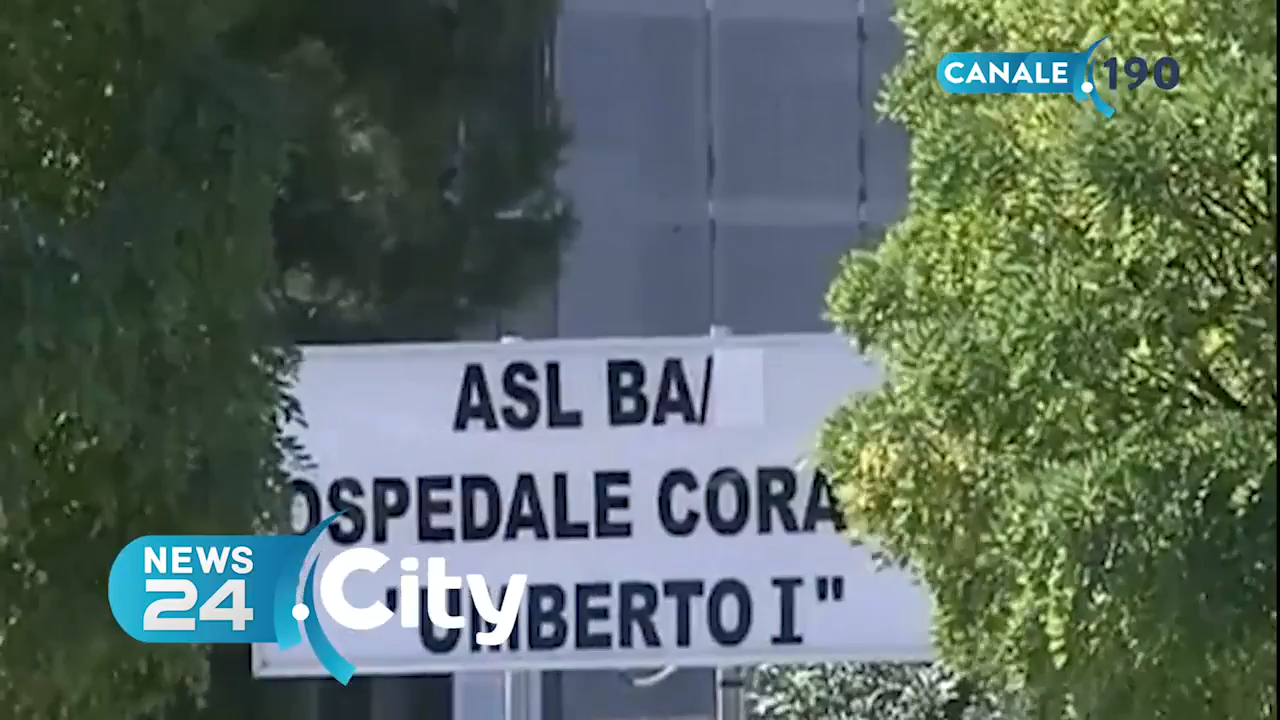 CANALE 190
ASL BA/
OSPEDALE CORA
"UMBERTO I"
NEWS
24
City